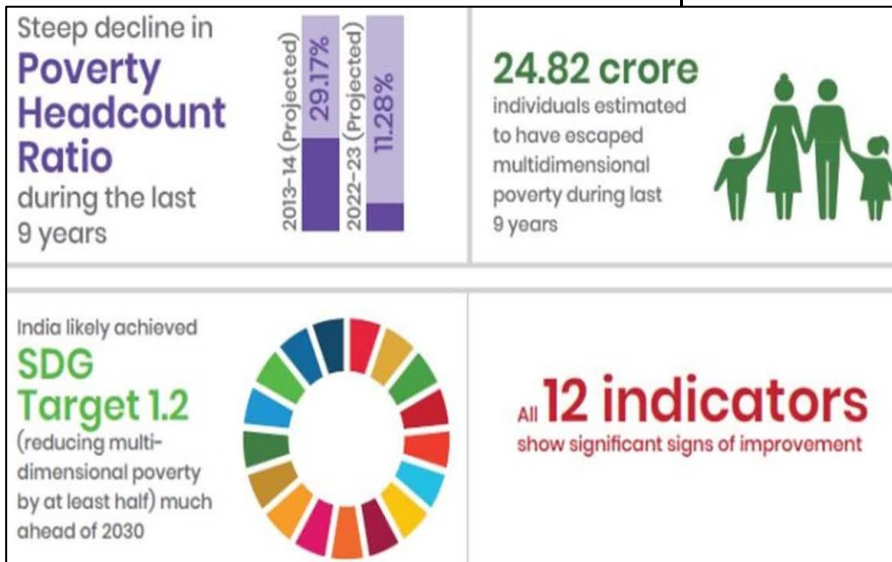 Steep decline in
Poverty
Headcount
Ratio
during the last
9 years
2013-14 (Projected)
29.17%
2022-23 (Projected)
11.28%
24.82 crore
individuals estimated
to have escaped
multidimensional
poverty during last
9 years
India likely achieved
SDG
Target 1.2
(reducing multi-
dimensional poverty
by at least half) much
ahead of 2030
All 12 indicators
show significant signs of improvement